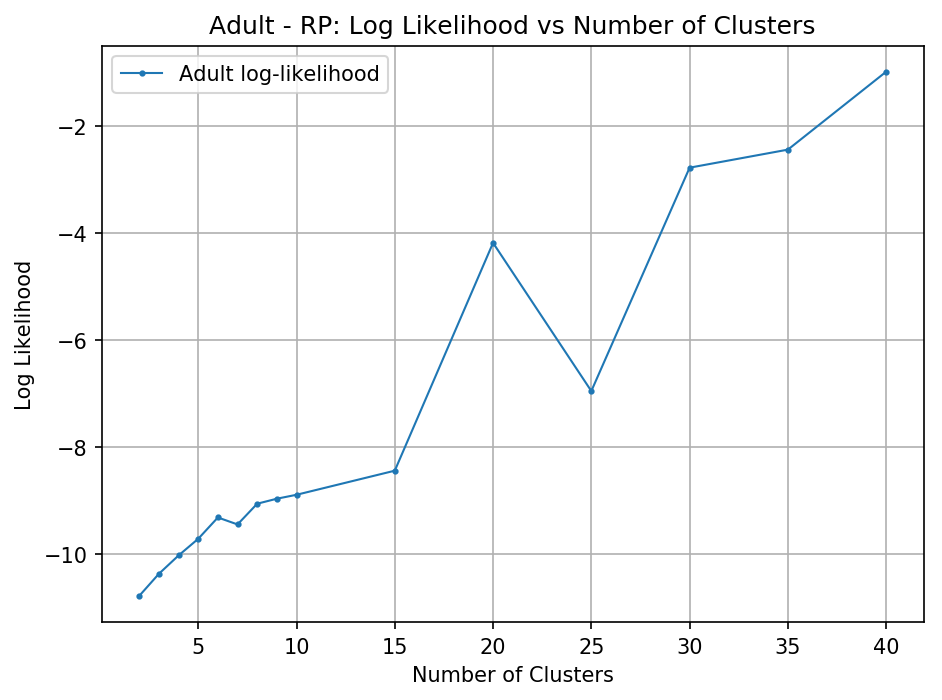 Adult - RP: Log Likelihood vs Number of Clusters
Adult log-likelihood
Log Likelihood
−2
−4
−6
−8
−10
5 10 15 20 25 30 35 40
Number of Clusters